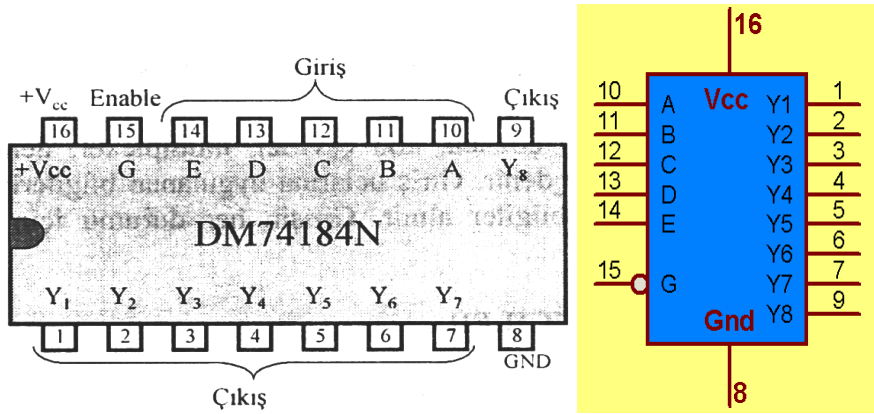 Giriş
+Vcc Enable Çıkış
16 15 14 13 12 11 10 9
+Vcc G E D C B A Y8
DM74184N
Y1 Y2 Y3 Y4 Y5 Y6 Y7
1 2 3 4 5 6 7 8
GND
Çıkış
16
Vcc
10 A Y1 1
11 B Y2 2
12 C Y3 3
13 D Y4 4
14 E Y5 5
Y6 6
15 G Y7 7
Y8 9
Gnd
8